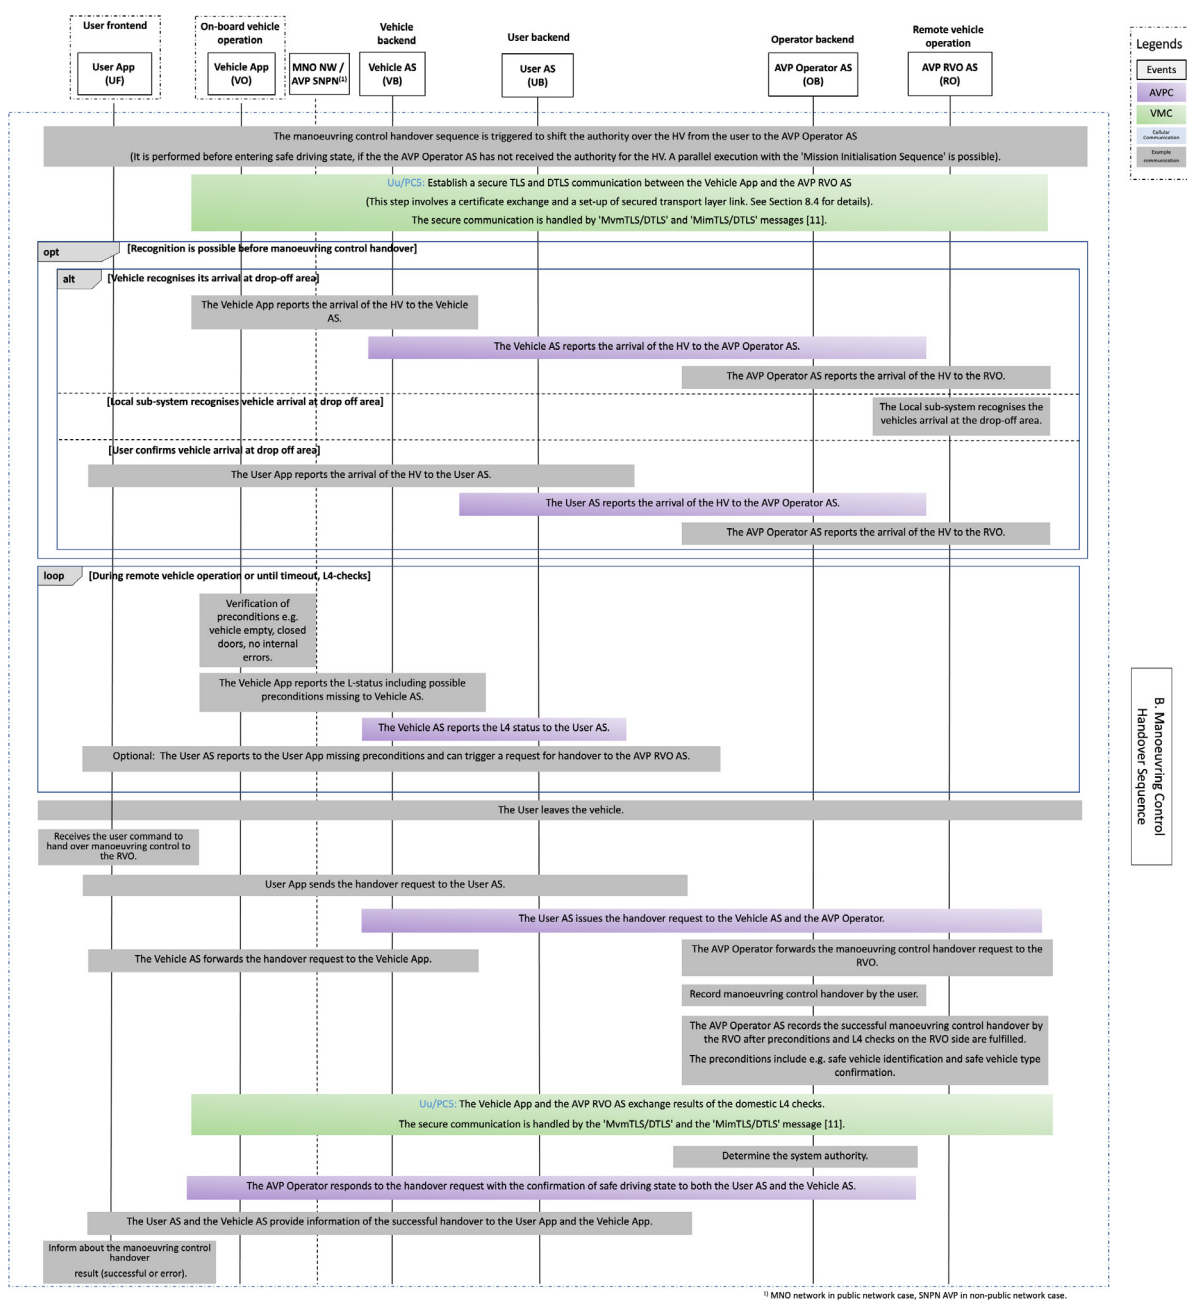 User frontend
On-board vehicle
operation
Vehicle
backend
User backend
Operator backend
Remote vehicle
operation
User App
(UF)
Vehicle App
(VO)
MNO NW /
AVP SNPN(1)
Vehicle AS
(VB)
User AS
(UB)
AVP Operator AS
(OB)
AVP RVO AS
(RO)
Legends
Events
AVPC
VMC
Cellular
Communication
Example
communication
The manoeuvring control handover sequence is triggered to shift the authority over the HV from the user to the AVP Operator AS
(It is performed before entering safe driving state, if the the AVP Operator AS has not received the authority for the HV. A parallel execution with the 'Mission Initialisation Sequence' is possible).
Uu/PC5: Establish a secure TLS and DTLS communication between the Vehicle App and the AVP RVO AS
(This step involves a certificate exchange and a set-up of secured transport layer link. See Section 8.4 for details).
The secure communication is handled by 'MvmTLS/DTLS' and 'MimTLS/DTLS' messages [11].
opt
[Recognition is possible before manoeuvring control handover]
alt
[Vehicle recognises its arrival at drop-off area]
The Vehicle App reports the arrival of the HV to the Vehicle
AS.
The Vehicle AS reports the arrival of the HV to the AVP Operator AS.
The AVP Operator AS reports the arrival of the HV to the RVO.
[Local sub-system recognises vehicle arrival at drop off area]
The Local sub-system recognises the
vehicles arrival at the drop-off area.
[User confirms vehicle arrival at drop off area]
The User App reports the arrival of the HV to the User AS.
The User AS reports the arrival of the HV to the AVP Operator AS.
The AVP Operator AS reports the arrival of the HV to the RVO.
loop
[During remote vehicle operation or until timeout, L4-checks]
Verification of
preconditions e.g.
vehicle empty, closed
doors, no internal
errors.
The Vehicle App reports the L-status including possible
preconditions missing to Vehicle AS.
The Vehicle AS reports the L4 status to the User AS.
Optional: The User AS reports to the User App missing preconditions and can trigger a request for handover to the AVP RVO AS.
The User leaves the vehicle.
Receives the user command to
hand over manoeuvring control to
the RVO.
User App sends the handover request to the User AS.
The User AS issues the handover request to the Vehicle AS and the AVP Operator.
The AVP Operator forwards the manoeuvring control handover request to the
RVO.
The Vehicle AS forwards the handover request to the Vehicle App.
Record manoeuvring control handover by the user.
The AVP Operator AS records the successful manoeuvring control handover by
the RVO after preconditions and L4 checks on the RVO side are fulfilled.
The preconditions include e.g. safe vehicle identification and safe vehicle type
confirmation.
Uu/PC5: The Vehicle App and the AVP RVO AS exchange results of the domestic L4 checks.
The secure communication is handled by the 'MvmTLS/DTLS' and the 'MimTLS/DTLS' message [11].
Determine the system authority.
The AVP Operator responds to the handover request with the confirmation of safe driving state to both the User AS and the Vehicle AS.
The User AS and the Vehicle AS provide information of the successful handover to the User App and the Vehicle App.
Inform about the manoeuvring control
handover
result (successful or error).
B. Manoeuvring Control
Handover Sequence
1) MNO network in public network case, SNPN AVP in non-public network case.